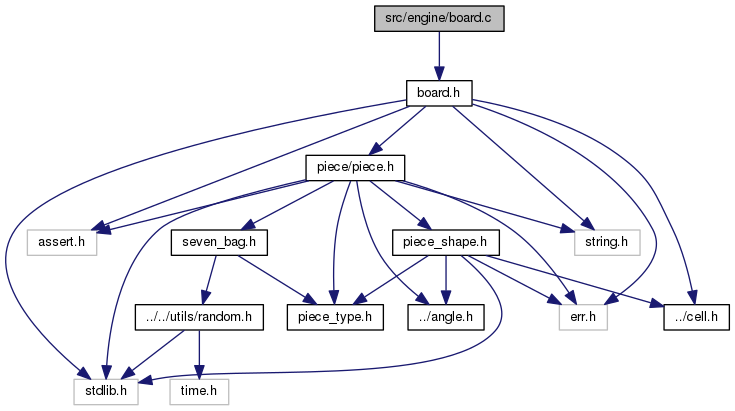 src/engine/board.c
board.h
piece/piece.h
assert.h
seven_bag.h
piece_shape.h
string.h
../../utils/random.h
piece_type.h
../angle.h
err.h
../cell.h
stdlib.h
time.h